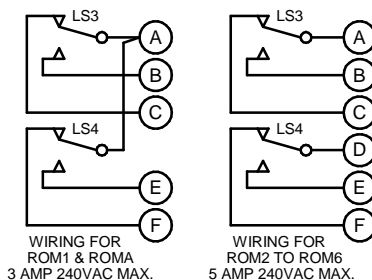 LS3
A
B
C
LS4
E
F
WIRING FOR
ROM1 & ROMA
3 AMP 240VAC MAX.
LS3
A
B
C
LS4
D
E
F
WIRING FOR
ROM2 TO ROM6
5 AMP 240VAC MAX.